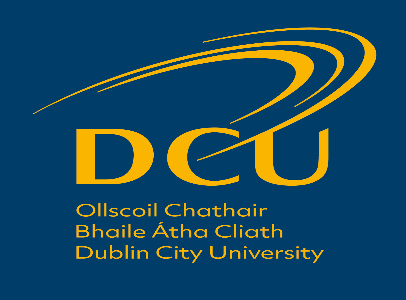 DCU
Ollscoil Chathair
Bhaile Átha Cliath
Dublin City University